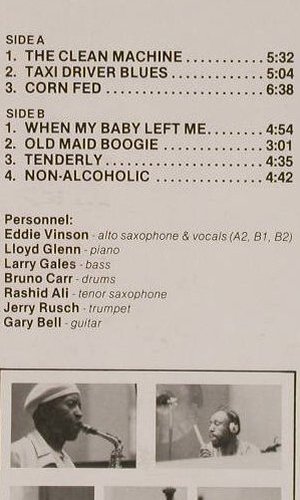 SIDE A
1. THE CLEAN MACHINE ........... 5:32
2. TAXI DRIVER BLUES ........... 5:04
3. CORN FED ........................ 6:38
SIDE B
1. WHEN MY BABY LEFT ME........ 4:54
2. OLD MAID BOOGIE ............... 3:01
3. TENDERLY ........................ 4:35
4. NON-ALCOHOLIC ................ 4:42
Personnel:
Eddie Vinson - alto saxophone & vocals (A2, B1, B2)
Lloyd Glenn - piano
Larry Gales - bass
Bruno Carr - drums
Rashid Ali - tenor saxophone
Jerry Rusch - trumpet
Gary Bell - guitar